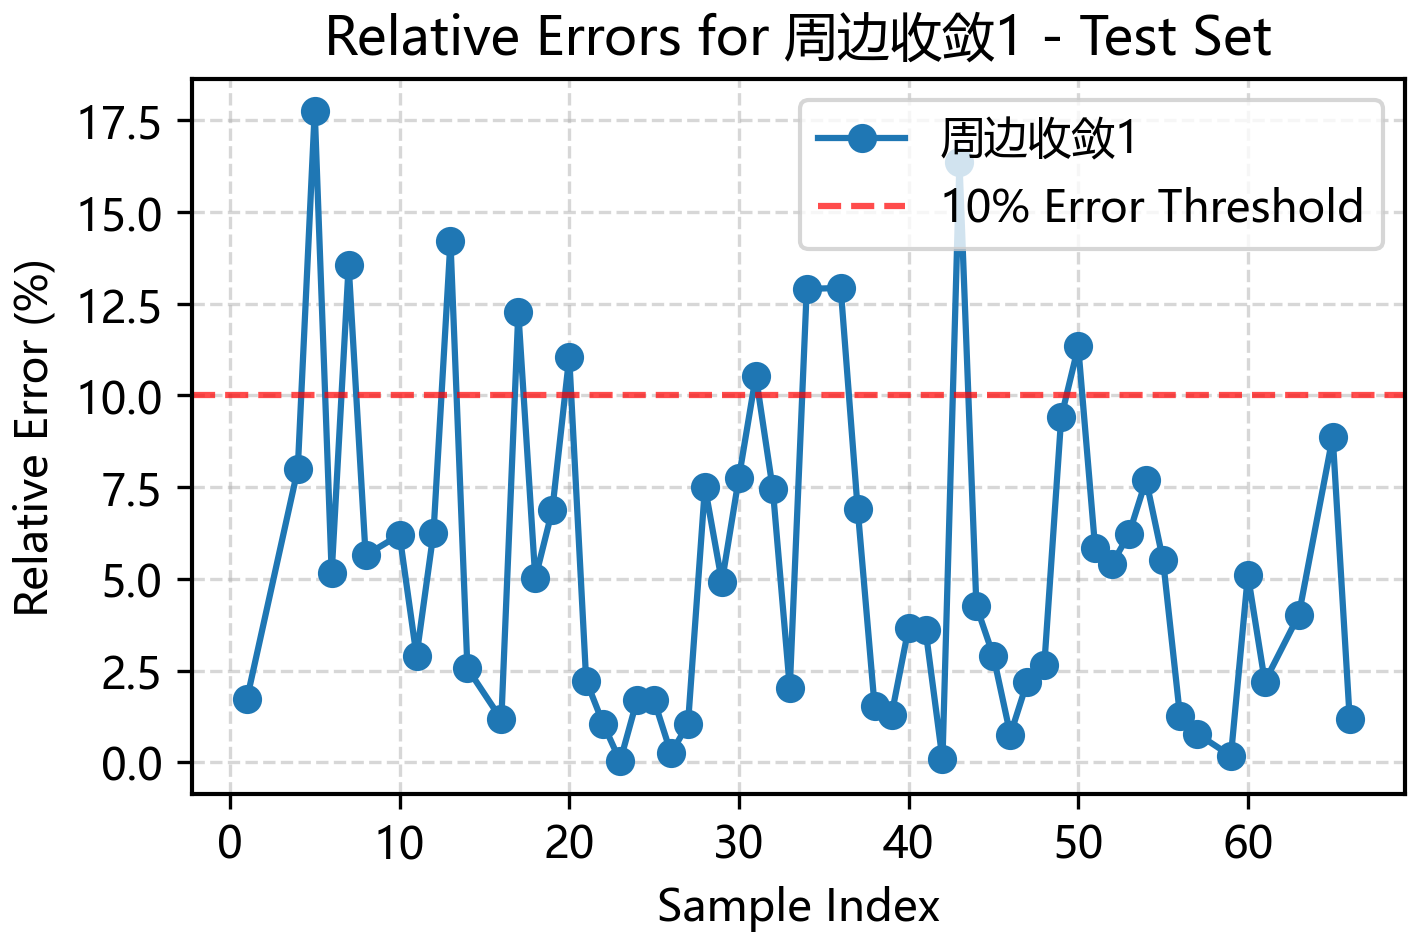 Relative Errors for 周边收敛1 - Test Set
周边收敛1
10% Error Threshold
Relative Error (%)
17.5
15.0
12.5
10.0
7.5
5.0
2.5
0.0
0 10 20 30 40 50 60
Sample Index